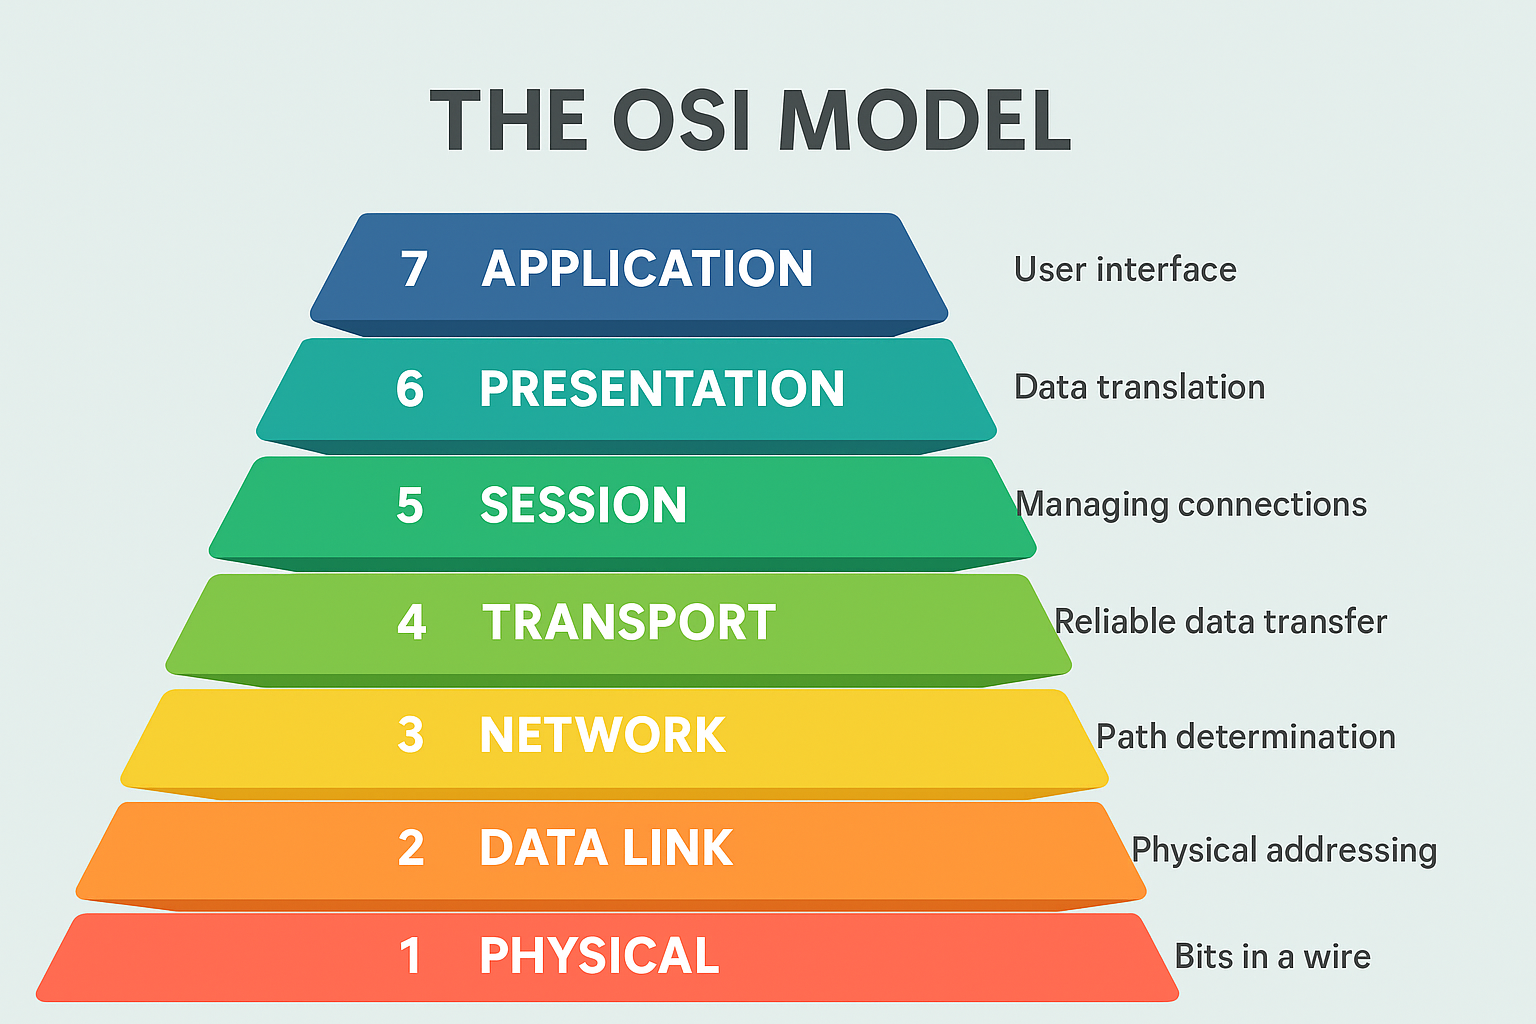 THE OSI MODEL
7 APPLICATION User interface
6 PRESENTATION Data translation
5 SESSION Managing connections
4 TRANSPORT Reliable data transfer
3 NETWORK Path determination
2 DATA LINK Physical addressing
1 PHYSICAL Bits in a wire